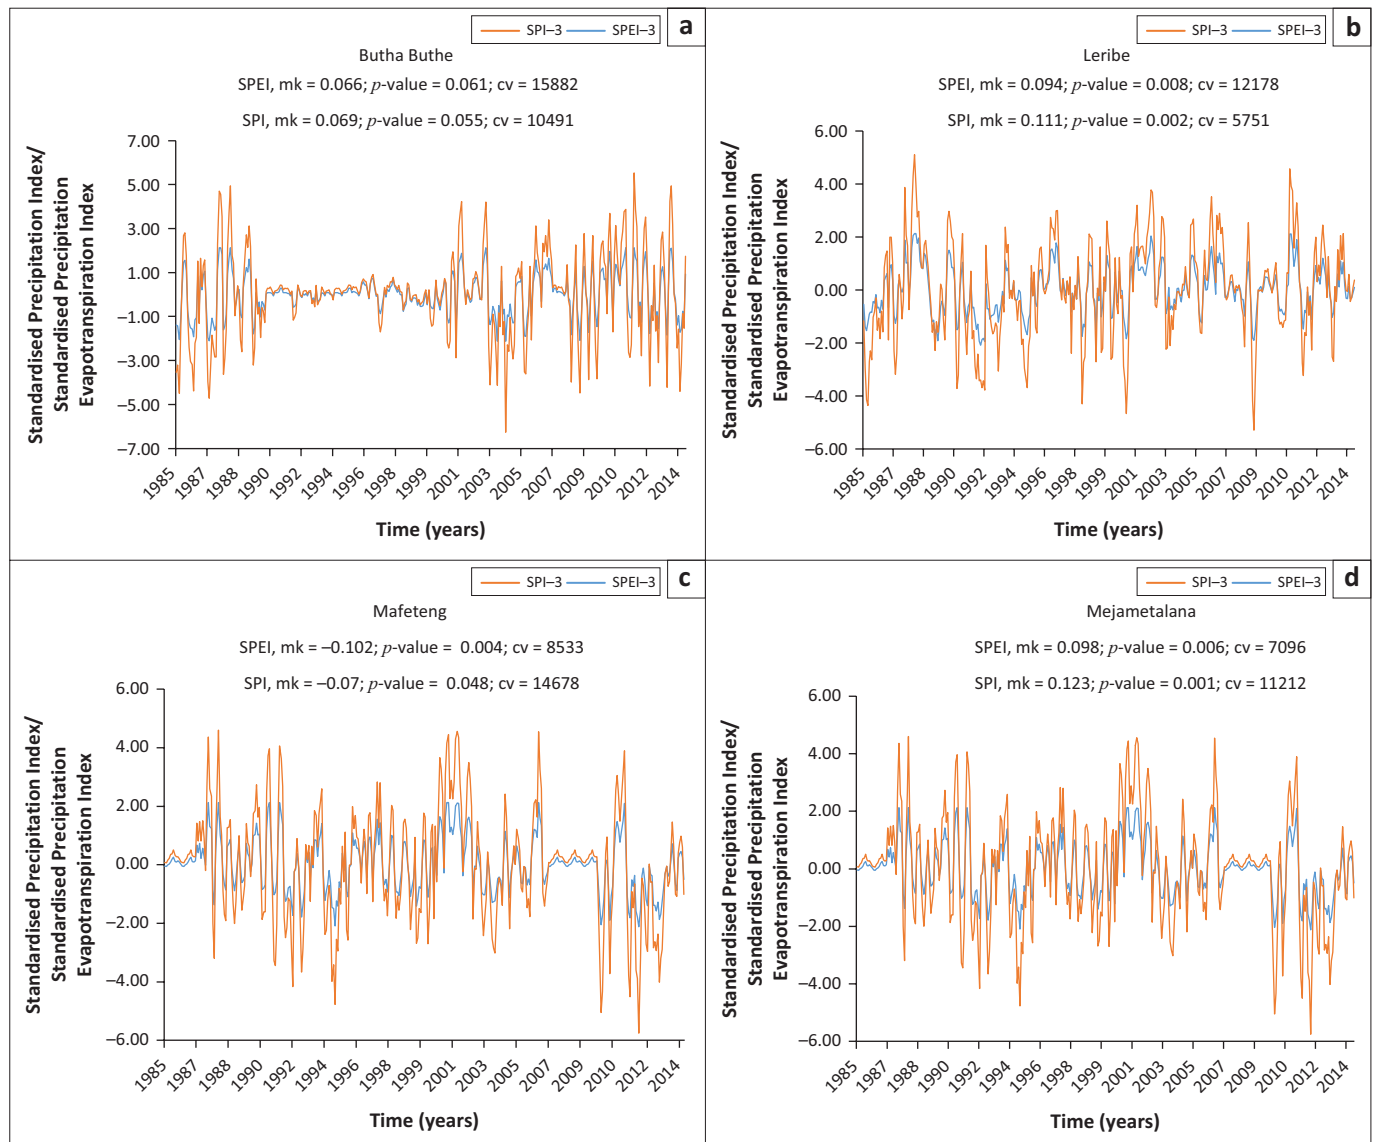 SPI–3 SPEI–3
a
Butha Buthe
SPEI, mk = 0.066; p-value = 0.061; cv = 15882
SPI, mk = 0.069; p-value = 0.055; cv = 10491
Standardised Precipitation Index/
Standardised Precipitation
Evapotranspiration Index
7.00
5.00
3.00
1.00
–1.00
–3.00
–5.00
–7.00
1985 1987 1988 1990 1992 1994 1996 1998 1999 2001 2003 2005 2007 2009 2010 2012 2014
Time (years)
SPI–3 SPEI–3
b
Leribe
SPEI, mk = 0.094; p-value = 0.008; cv = 12178
SPI, mk = 0.111; p-value = 0.002; cv = 5751
Standardised Precipitation Index/
Standardised Precipitation
Evapotranspiration Index
6.00
4.00
2.00
0.00
–2.00
–4.00
–6.00
1985 1987 1988 1990 1992 1994 1996 1998 1999 2001 2003 2005 2007 2009 2010 2012 2014
Time (years)
SPI–3 SPEI–3
c
Mafeteng
SPEI, mk = –0.102; p-value = 0.004; cv = 8533
SPI, mk = –0.07; p-value = 0.048; cv = 14678
Standardised Precipitation Index/
Standardised Precipitation
Evapotranspiration Index
6.00
4.00
2.00
0.00
–2.00
–4.00
–6.00
1985 1987 1988 1990 1992 1994 1996 1998 1999 2001 2003 2005 2007 2009 2010 2012 2014
Time (years)
SPI–3 SPEI–3
d
Mejametalana
SPEI, mk = 0.098; p-value = 0.006; cv = 7096
SPI, mk = 0.123; p-value = 0.001; cv = 11212
Standardised Precipitation Index/
Standardised Precipitation
Evapotranspiration Index
6.00
4.00
2.00
0.00
–2.00
–4.00
–6.00
1985 1987 1988 1990 1992 1994 1996 1998 1999 2001 2003 2005 2007 2009 2010 2012 2014
Time (years)